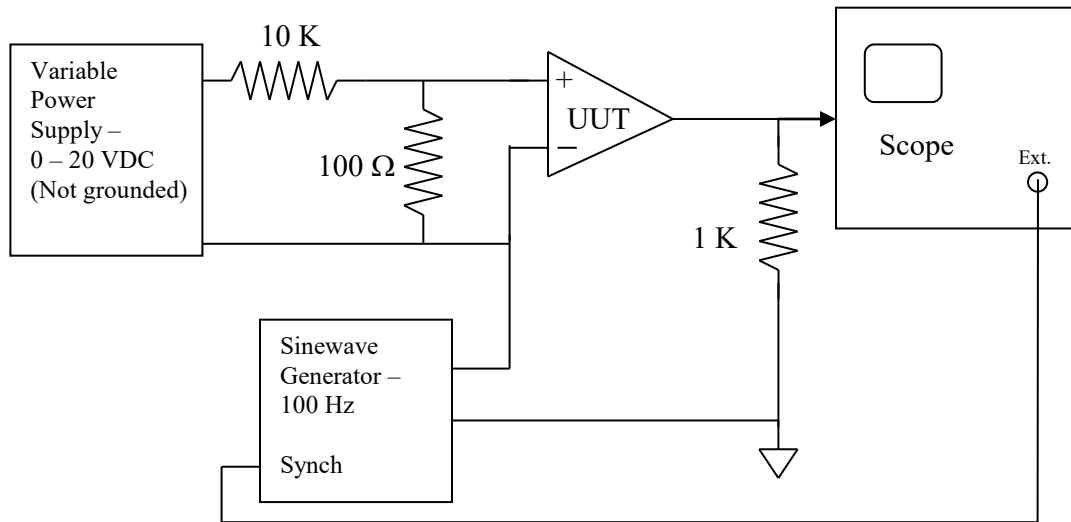 10 K
Variable
Power
Supply –
0 – 20 VDC
(Not grounded)
+
UUT
–
100 Ω
Scope
Ext.
1 K
Sinewave
Generator –
100 Hz
Synch